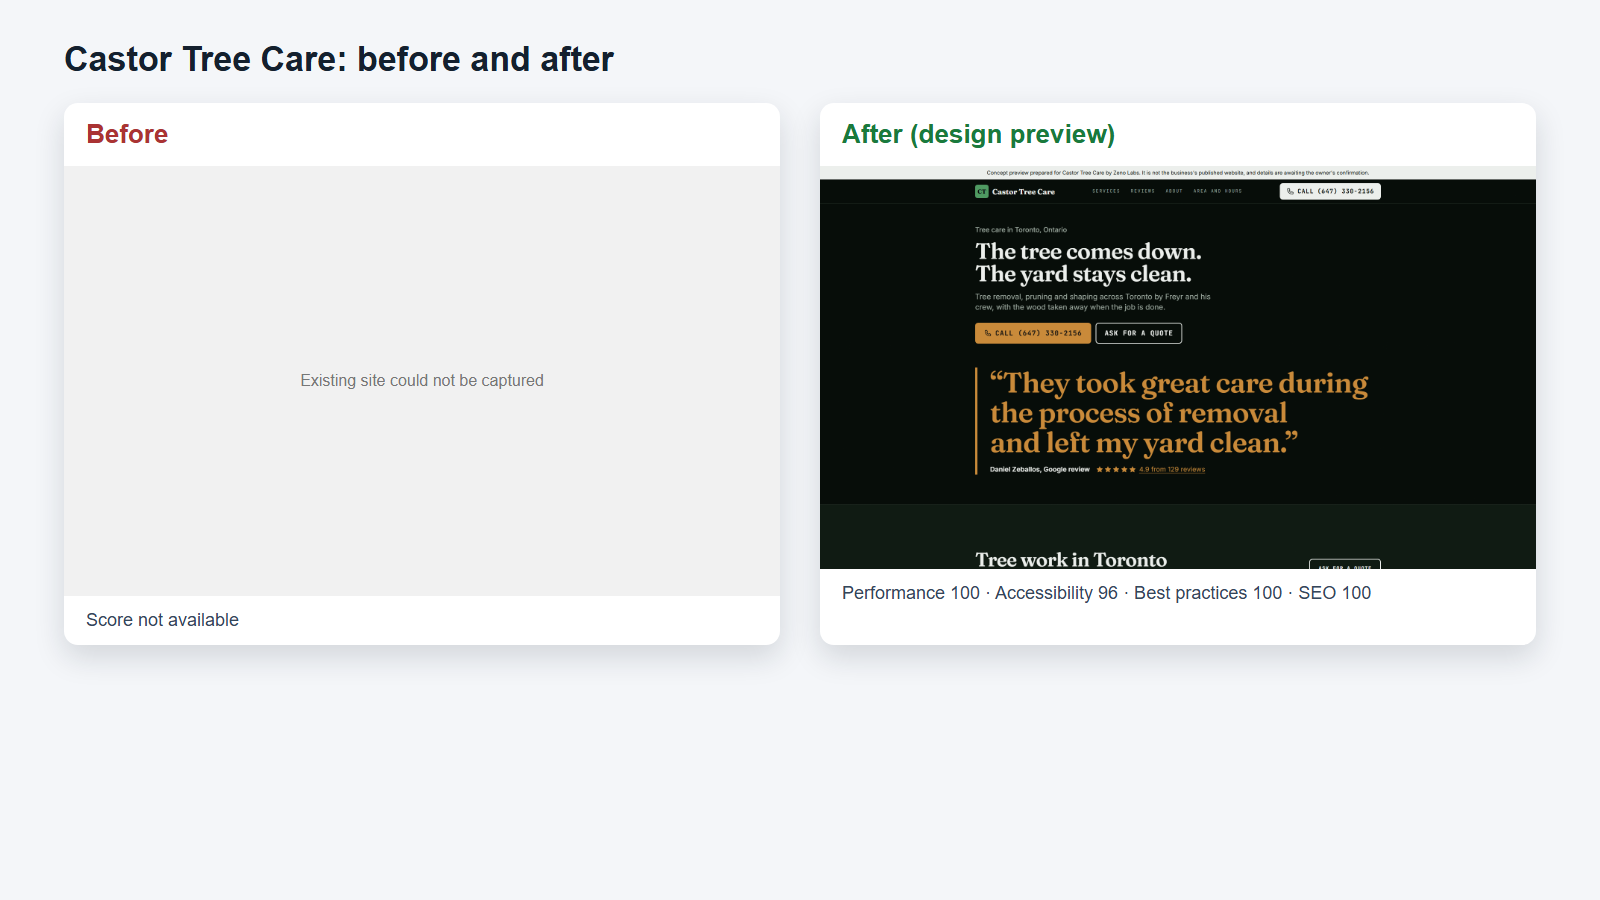 Castor Tree Care: before and after
Before
Existing site could not be captured
Score not available
After (design preview)
Concept preview prepared for Castor Tree Care by Zeno Labs. It is not the business's published website, and details are awaiting the owner's confirmation.
CT Castor Tree Care SERVICES REVIEWS ABOUT AREA AND HOURS CALL (647) 330-2156
Tree care in Toronto, Ontario
The tree comes down.
The yard stays clean.
Tree removal, pruning and shaping across Toronto by Freyr and his
crew, with the wood taken away when the job is done.
CALL (647) 330-2156 ASK FOR A QUOTE
“They took great care during
the process of removal
and left my yard clean.”
Daniel Zeballos, Google review ★★★★★ 4.9 from 129 reviews
Tree work in Toronto
ASK FOR A QUOTE
Performance 100 · Accessibility 96 · Best practices 100 · SEO 100